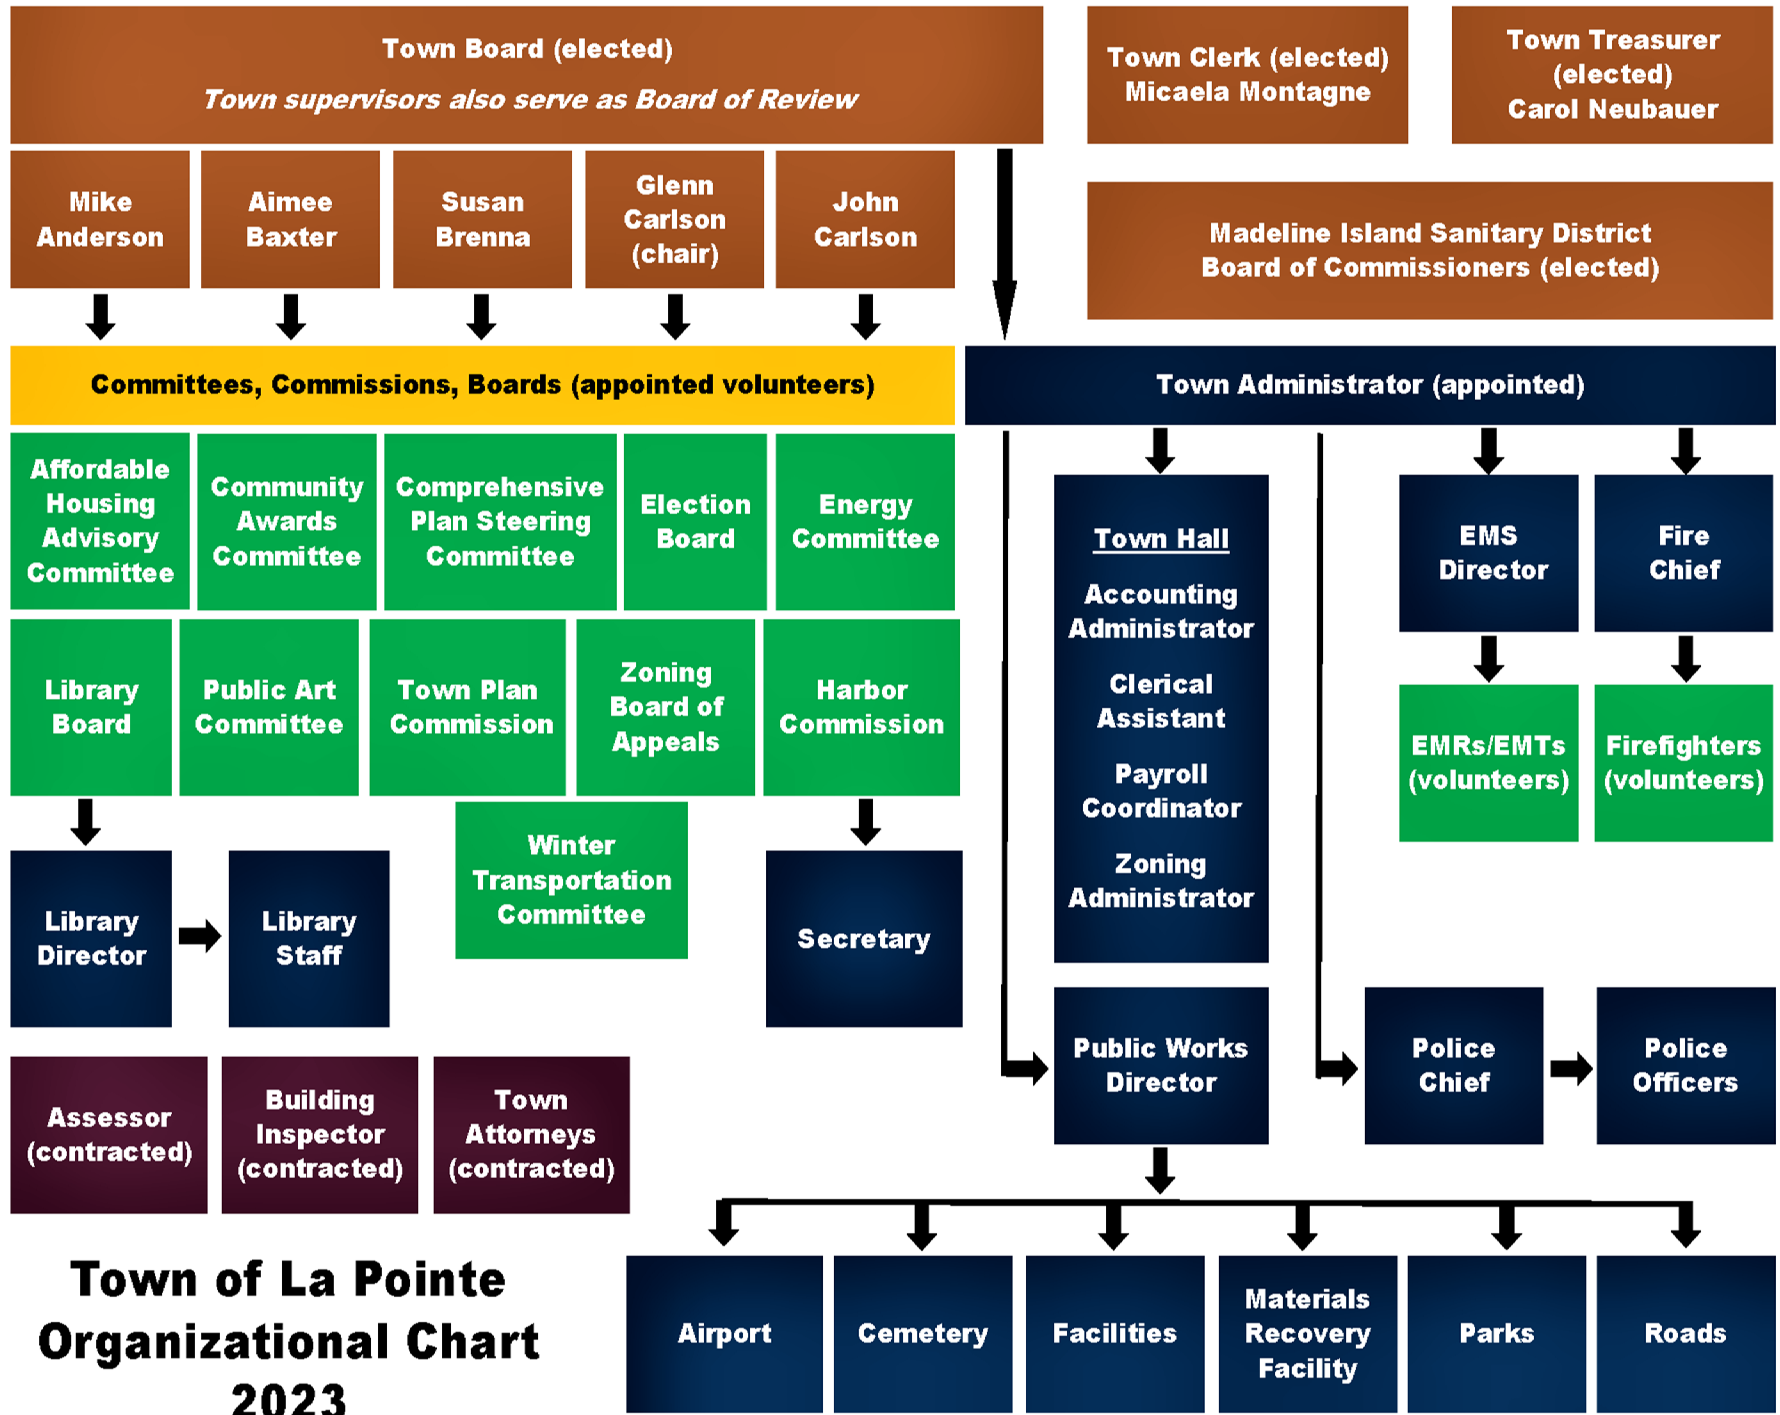 Town Board (elected)
Town supervisors also serve as Board of Review
Town Clerk (elected)
Micaela Montagne
Town Treasurer
(elected)
Carol Neubauer
Mike
Anderson
Aimee
Baxter
Susan
Brenna
Glenn
Carlson
(chair)
John
Carlson
Madeline Island Sanitary District
Board of Commissioners (elected)
Committees, Commissions, Boards (appointed volunteers)
Town Administrator (appointed)
Affordable
Housing
Advisory
Committee
Community
Awards
Committee
Comprehensive
Plan Steering
Committee
Election
Board
Energy
Committee
Library
Board
Public Art
Committee
Town Plan
Commission
Zoning
Board of
Appeals
Harbor
Commission
Winter
Transportation
Committee
Library
Director
Library
Staff
Secretary
Town Hall
Accounting
Administrator
Clerical
Assistant
Payroll
Coordinator
Zoning
Administrator
EMS
Director
Fire
Chief
EMRs/EMTs
(volunteers)
Firefighters
(volunteers)
Public Works
Director
Police
Chief
Police
Officers
Assessor
(contracted)
Building
Inspector
(contracted)
Town
Attorneys
(contracted)
Airport
Cemetery
Facilities
Materials
Recovery
Facility
Parks
Roads
Town of La Pointe
Organizational Chart
2023